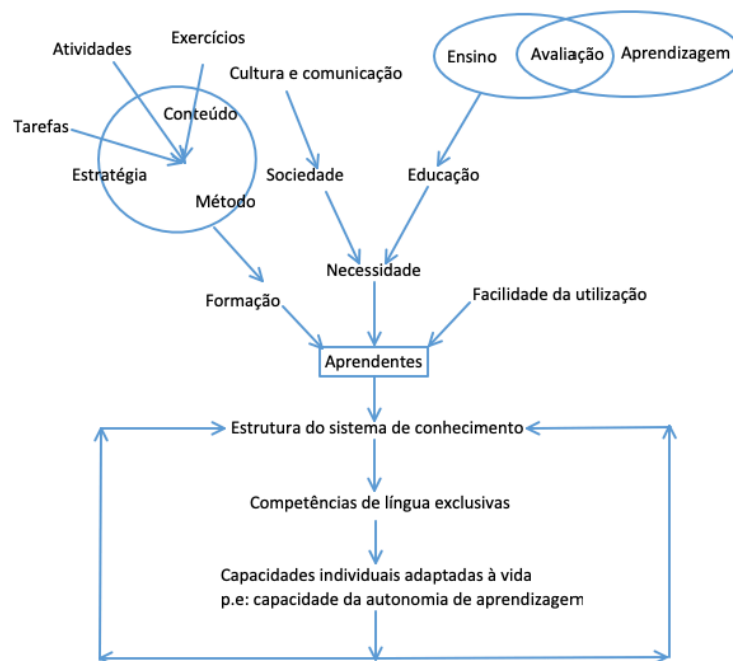 Exercícios
Atividades
Ensino
Avaliação
Aprendizagem
Cultura e comunicação
Conteúdo
Tarefas
Estratégia
Sociedade
Educação
Método
Necessidade
Formação
Facilidade da utilização
Aprendentes
Estrutura do sistema de conhecimento
Competências de língua exclusivas
Capacidades individuais adaptadas à vida
p.e: capacidade da autonomia de aprendizagem